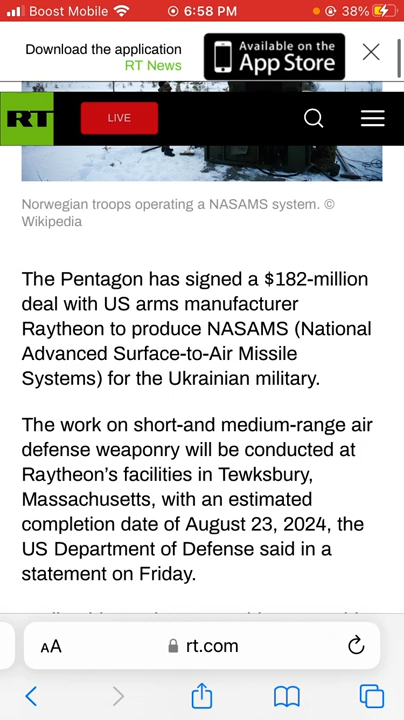 Boost Mobile 6:58 PM 38%
Download the application
RT News
Available on the
App Store
RT
LIVE
Norwegian troops operating a NASAMS system. ©
Wikipedia
The Pentagon has signed a $182-million
deal with US arms manufacturer
Raytheon to produce NASAMS (National
Advanced Surface-to-Air Missile
Systems) for the Ukrainian military.
The work on short-and medium-range air
defense weaponry will be conducted at
Raytheon’s facilities in Tewksbury,
Massachusetts, with an estimated
completion date of August 23, 2024, the
US Department of Defense said in a
statement on Friday.
AA rt.com